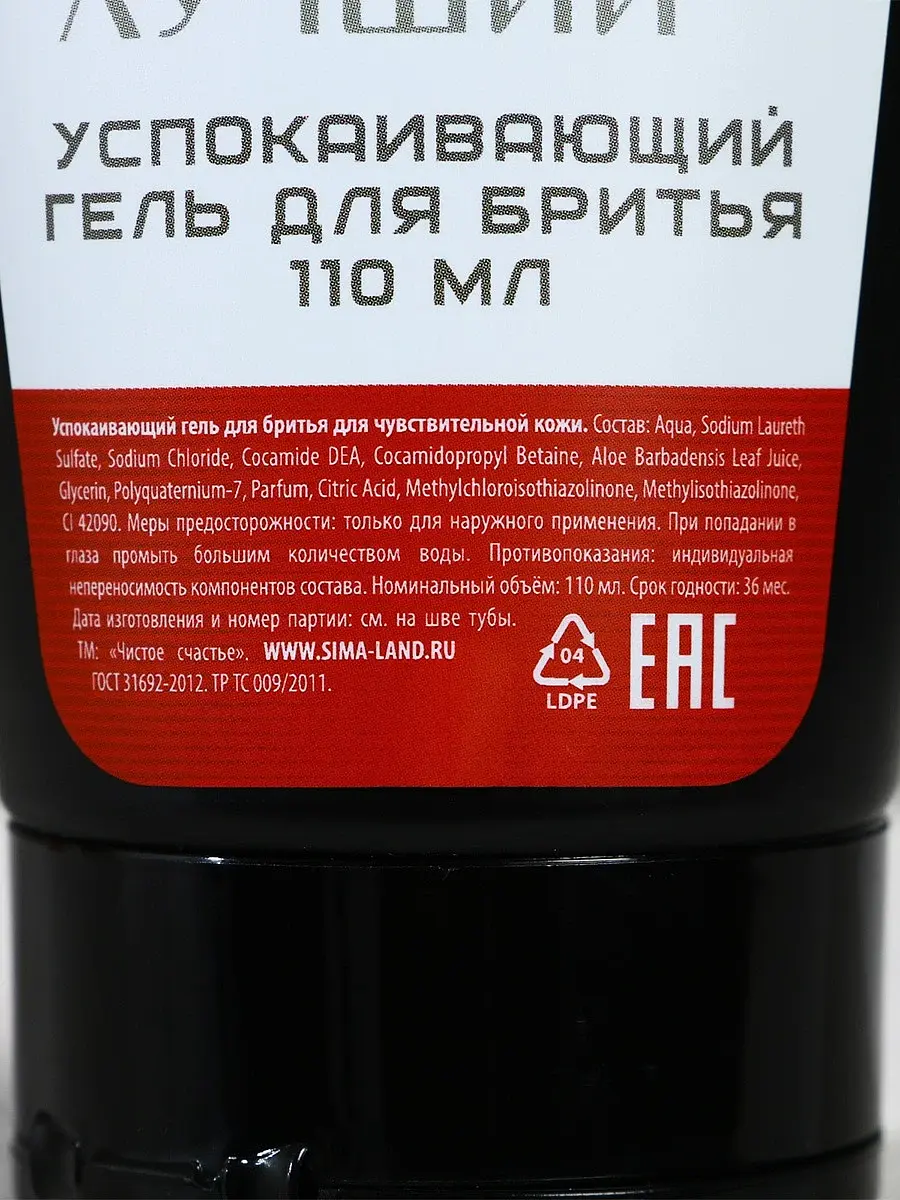 ЛУЧШИЙ
УСПОКАИВАЮЩИЙ
ГЕЛЬ ДЛЯ БРИТЬЯ
110 МЛ
Успокаивающий гель для бритья для чувствительной кожи. Состав: Aqua, Sodium Laureth
Sulfate, Sodium Chloride, Cocamide DEA, Cocamidopropyl Betaine, Aloe Barbadensis Leaf Juice,
Glycerin, Polyquaternium-7, Parfum, Citric Acid, Methylchloroisothiazolinone, Methylisothiazolinone,
CI 42090. Меры предосторожности: только для наружного применения. При попадании в
глаза промыть большим количеством воды. Противопоказания: индивидуальная
непереносимость компонентов состава. Номинальный объём: 110 мл. Срок годности: 36 мес.
Дата изготовления и номер партии: см. на шве тубы.
ТМ: «Чистое счастье». WWW.SIMA-LAND.RU
ГОСТ 31692-2012. ТР ТС 009/2011.
04
LDPE
EAC